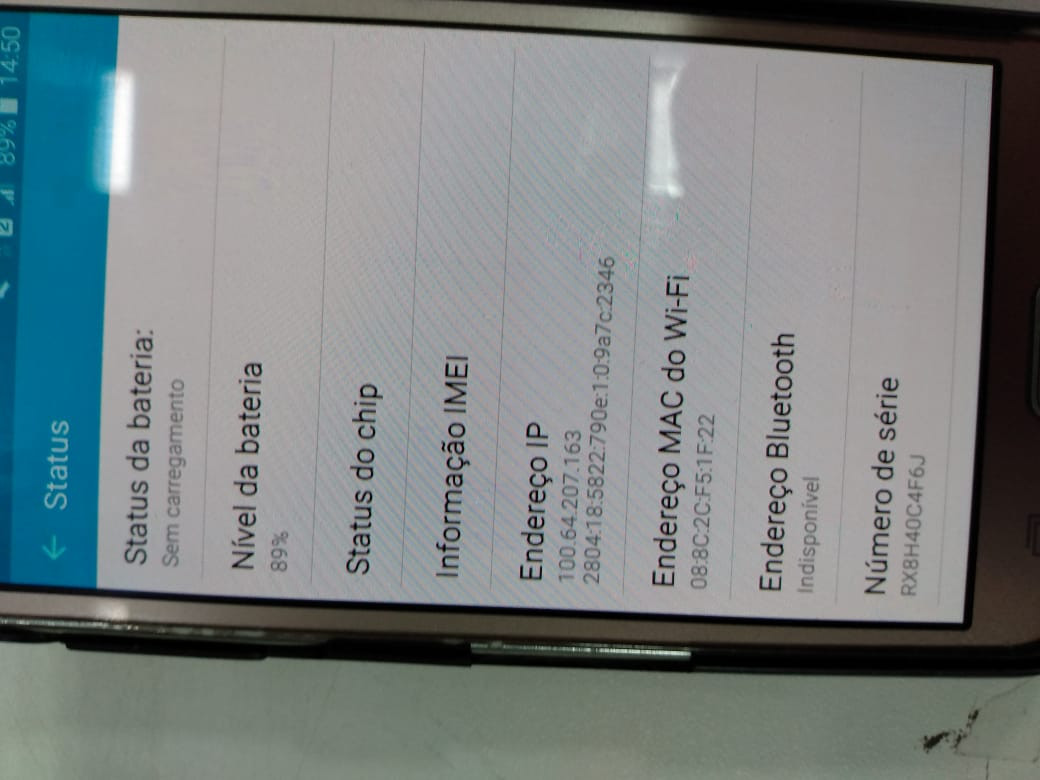 89% 14:50
← Status
Status da bateria:
Sem carregamento
Nível da bateria
89%
Status do chip
Informação IMEI
Endereço IP
100.64.207.163
2804:18:5822:790e:1:0:9a7c:2346
Endereço MAC do Wi-Fi
08:8C:2C:F5:1F:22
Endereço Bluetooth
Indisponível
Número de série
RX8H40C4F6J